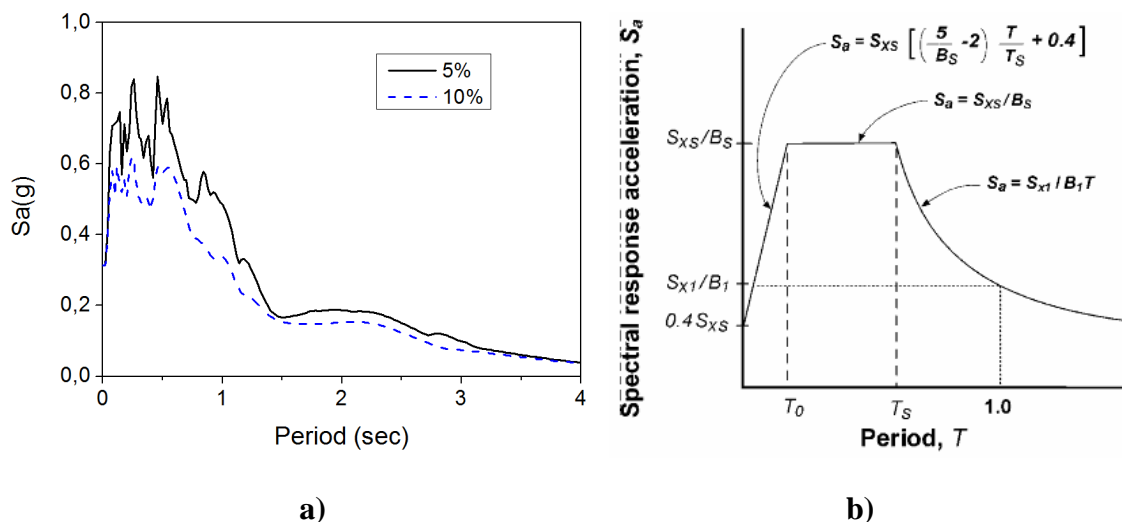 1,0
0,8
0,6
0,4
0,2
0,0
0
1
2
3
4
Sa(g)
Period (sec)
5%
10%
a)
Spectral response acceleration, Sa
Sa = SXS [(5/BS -2) T/TS + 0.4]
Sa = SXS/BS
Sa = Sx1/B1T
SXS/BS
SX1/B1
0.4SXS
T0
TS
1.0
Period, T
b)